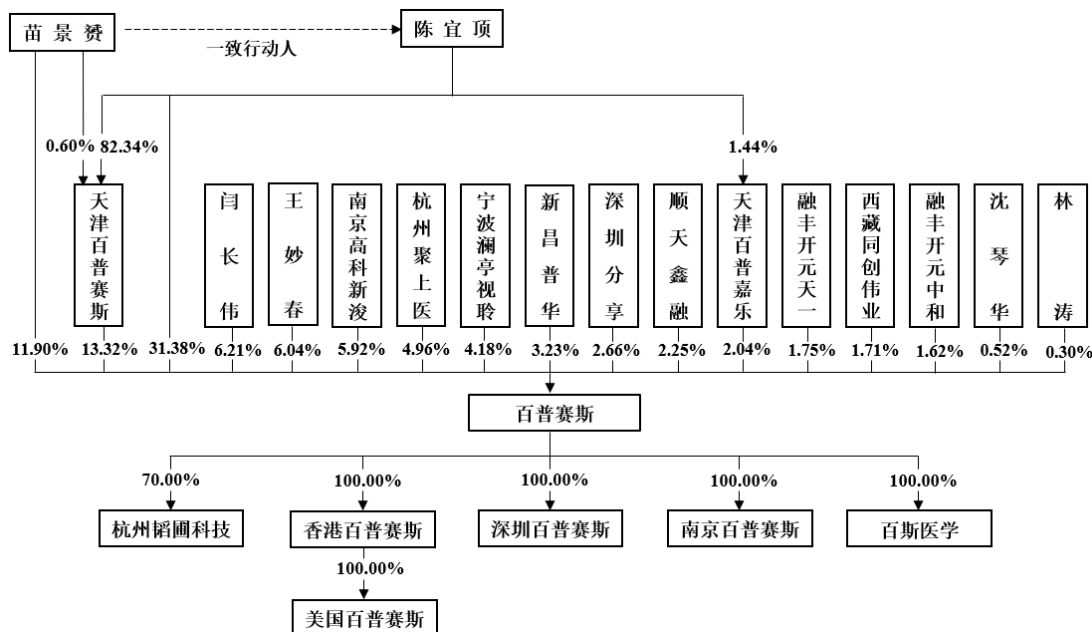 苗景赟
陈宜顶
一致行动人
0.60%
82.34%
1.44%
天津百普赛斯
闫长伟
王妙春
南京高科新浚
杭州聚上医
宁波澜亭视聆
新昌普华
深圳分享
顺天鑫融
天津百普嘉乐
融丰开元天一
西藏同创伟业
融丰开元中和
沈琴华
林涛
11.90%
13.32%
31.38%
6.21%
6.04%
5.92%
4.96%
4.18%
3.23%
2.66%
2.25%
2.04%
1.75%
1.71%
1.62%
0.52%
0.30%
百普赛斯
70.00%
100.00%
100.00%
100.00%
100.00%
杭州韬圃科技
香港百普赛斯
深圳百普赛斯
南京百普赛斯
百斯医学
100.00%
美国百普赛斯